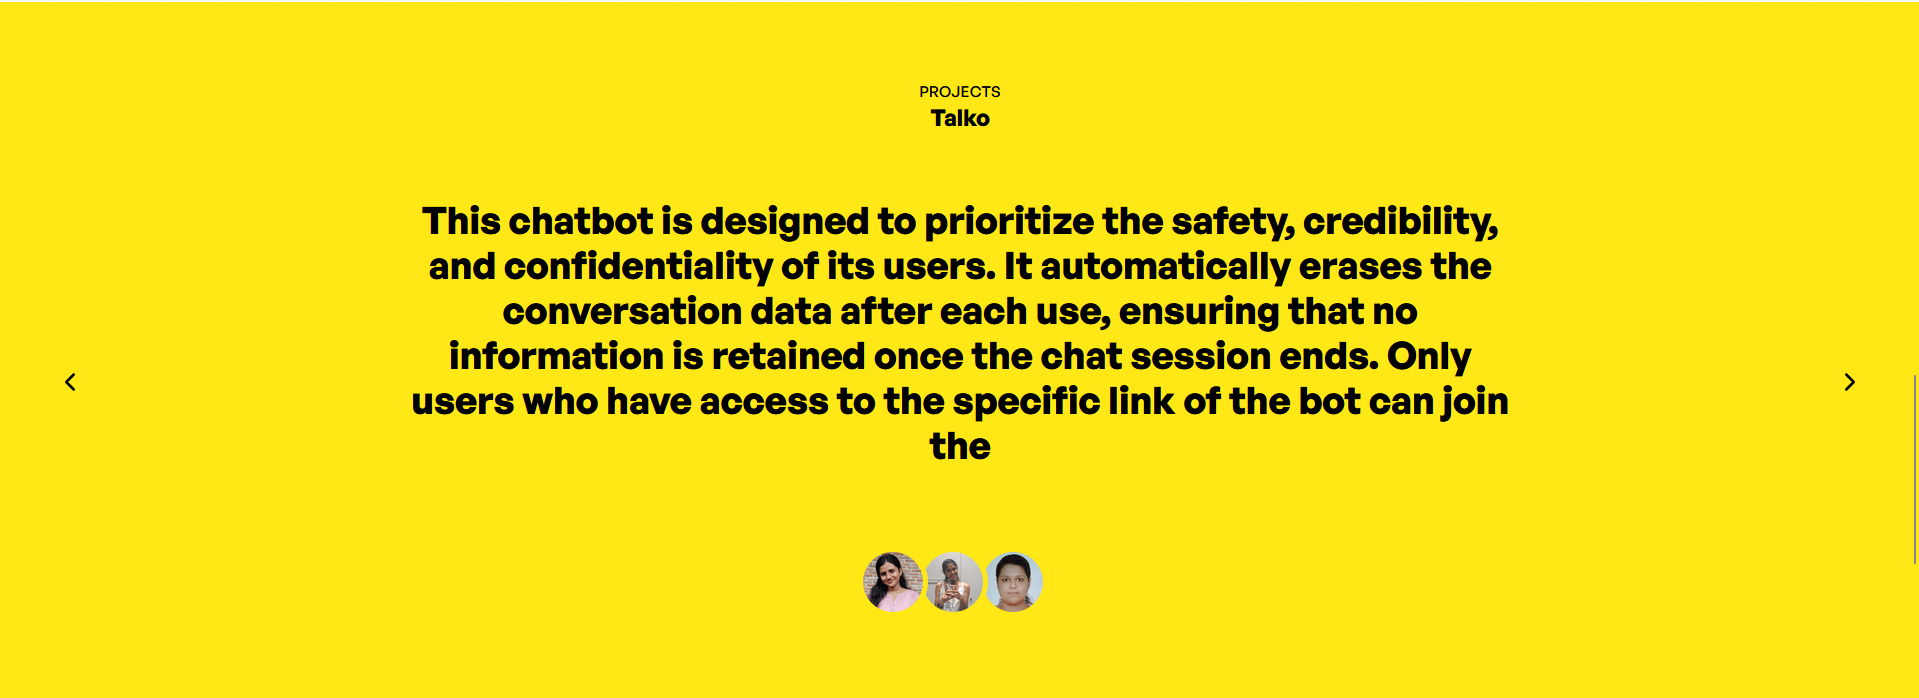 PROJECTS
Talko
This chatbot is designed to prioritize the safety, credibility,
and confidentiality of its users. It automatically erases the
conversation data after each use, ensuring that no
information is retained once the chat session ends. Only
users who have access to the specific link of the bot can join
the